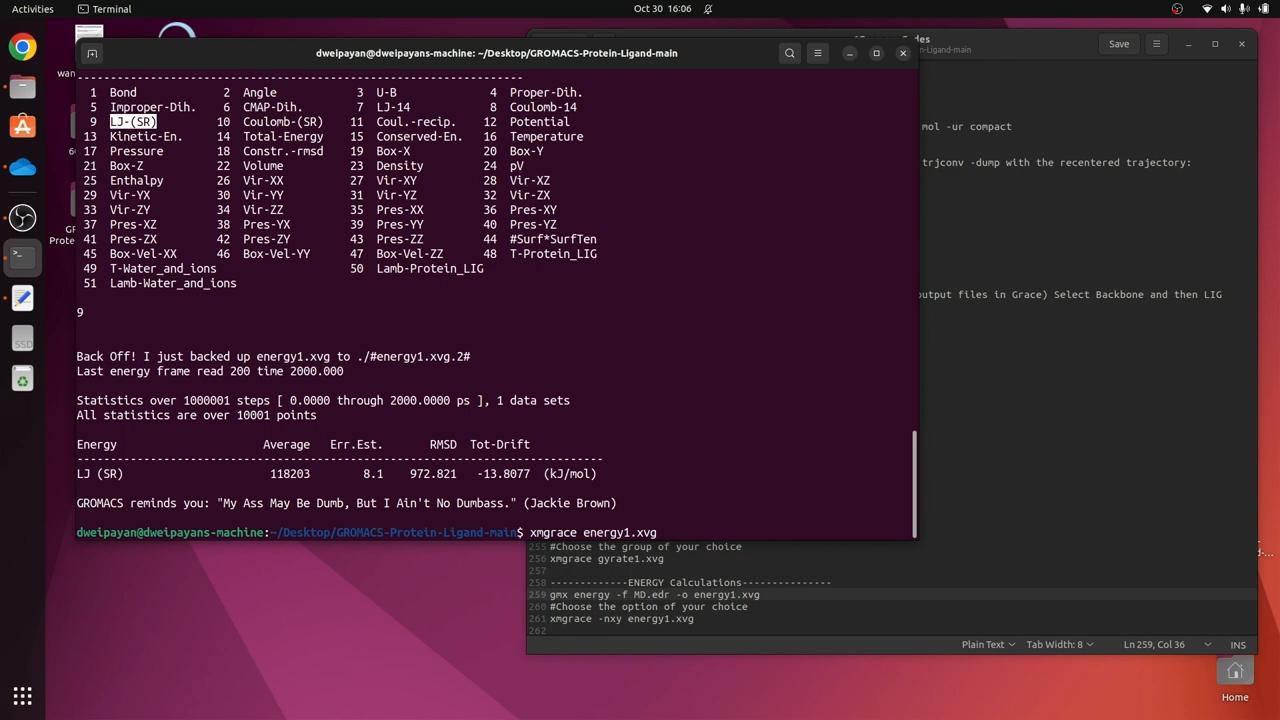 Activities Terminal Oct 30 16:06
dweipayan@dweipayans-machine: ~/Desktop/GROMACS-Protein-Ligand-main
Save
1 Bond 2 Angle 3 U-B 4 Proper-Dih.
5 Improper-Dih. 6 CMAP-Dih. 7 LJ-14 8 Coulomb-14
9 LJ-(SR) 10 Coulomb-(SR) 11 Coul.-recip. 12 Potential
13 Kinetic-En. 14 Total-Energy 15 Conserved-En. 16 Temperature
17 Pressure 18 Constr.-rmsd 19 Box-X 20 Box-Y
21 Box-Z 22 Volume 23 Density 24 pV
25 Enthalpy 26 Vir-XX 27 Vir-XY 28 Vir-XZ
29 Vir-YX 30 Vir-YY 31 Vir-YZ 32 Vir-ZX
33 Vir-ZY 34 Vir-ZZ 35 Pres-XX 36 Pres-XY
37 Pres-XZ 38 Pres-YX 39 Pres-YY 40 Pres-YZ
41 Pres-ZX 42 Pres-ZY 43 Pres-ZZ 44 #Surf*SurfTen
45 Box-Vel-XX 46 Box-Vel-YY 47 Box-Vel-ZZ 48 T-Protein_LIG
49 T-Water_and_ions 50 Lamb-Protein_LIG
51 Lamb-Water_and_ions
9
Back Off! I just backed up energy1.xvg to ./#energy1.xvg.2#
Last energy frame read 200 time 2000.000
Statistics over 1000001 steps [ 0.0000 through 2000.0000 ps ], 1 data sets
All statistics are over 10001 points
Energy Average Err.Est. RMSD Tot-Drift
-------------------------------------------------------------------------------
LJ (SR) 118203 8.1 972.821 -13.8077 (kJ/mol)
GROMACS reminds you: "My Ass May Be Dumb, But I Ain't No Dumbass." (Jackie Brown)
dweipayan@dweipayans-machine:~/Desktop/GROMACS-Protein-Ligand-main$ xmgrace energy1.xvg
mol -ur compact
trjconv -dump with the recentered trajectory:
output files in Grace) Select Backbone and then LIG
255 #Choose the group of your choice
256 xmgrace gyrate1.xvg
257
258 -------------ENERGY Calculations---------------
259 gmx energy -f MD.edr -o energy1.xvg
260 #Choose the option of your choice
261 xmgrace -nxy energy1.xvg
262
Plain Text Tab Width: 8 Ln 259, Col 36 INS
SSD
Home